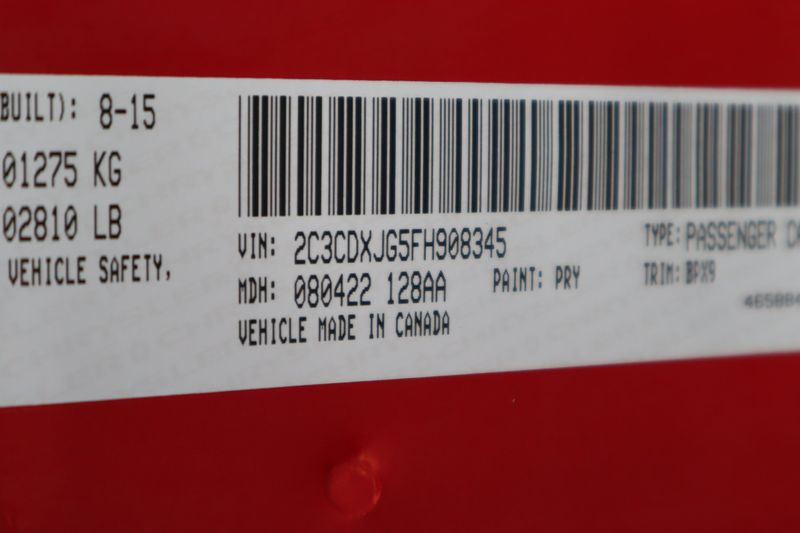 BUILT): 8-15
01275 KG
02810 LB
VEHICLE SAFETY,
VIN: 2C3CDXJG5FH908345
TYPE: PASSENGER
MDH: 080422 128AA
PAINT: PRY
TRIM: BPX9
VEHICLE MADE IN CANADA